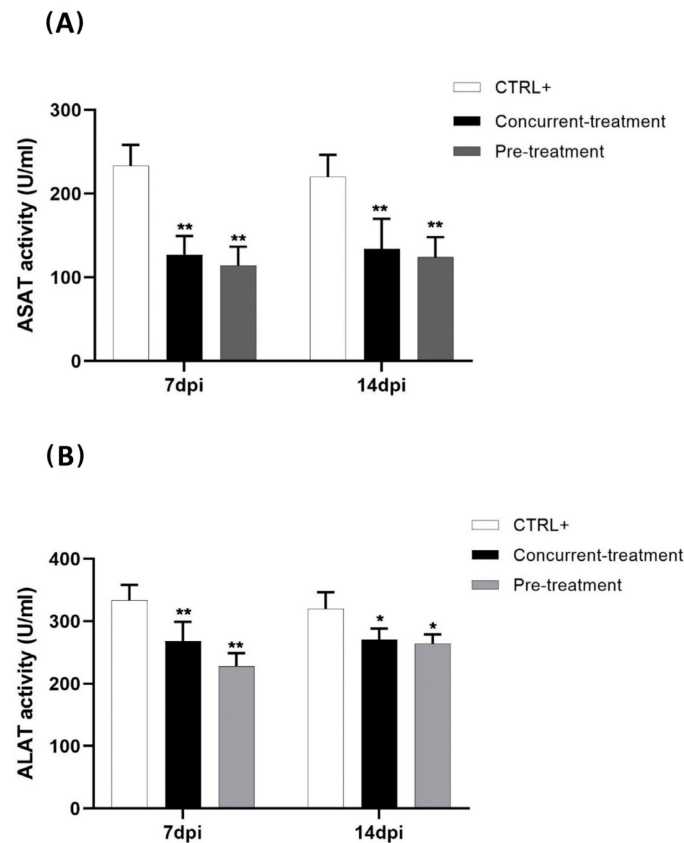 (A)
CTRL+
Concurrent-treatment
Pre-treatment
ASAT activity (U/ml)
300
200
100
0
**
**
**
**
7dpi
14dpi
(B)
CTRL+
Concurrent-treatment
Pre-treatment
ALAT activity (U/ml)
400
300
200
100
0
**
**
*
*
7dpi
14dpi